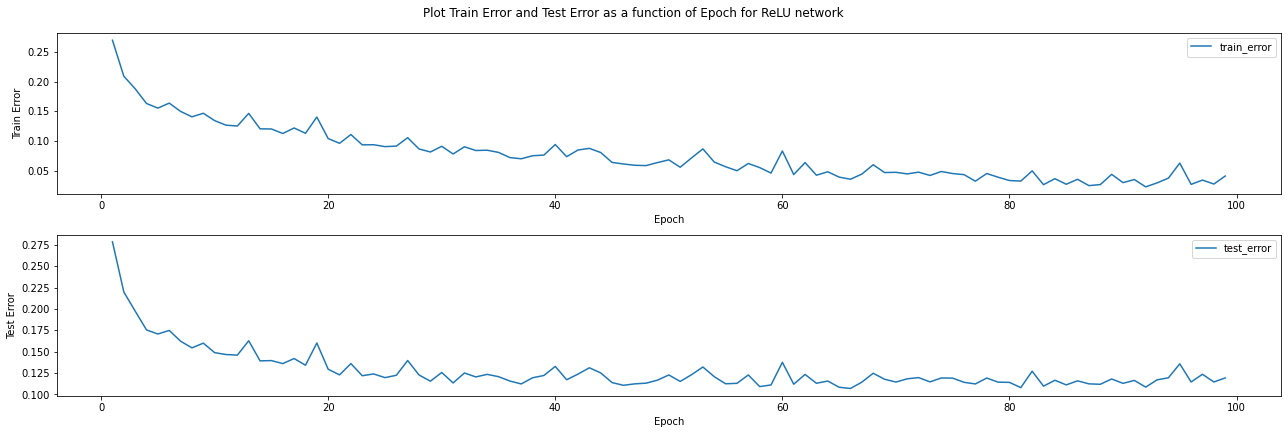 Plot Train Error and Test Error as a function of Epoch for ReLU network
train_error
Train Error
0.25
0.20
0.15
0.10
0.05
0 20 40 60 80 100
Epoch
test_error
Test Error
0.275
0.250
0.225
0.200
0.175
0.150
0.125
0.100
0 20 40 60 80 100
Epoch